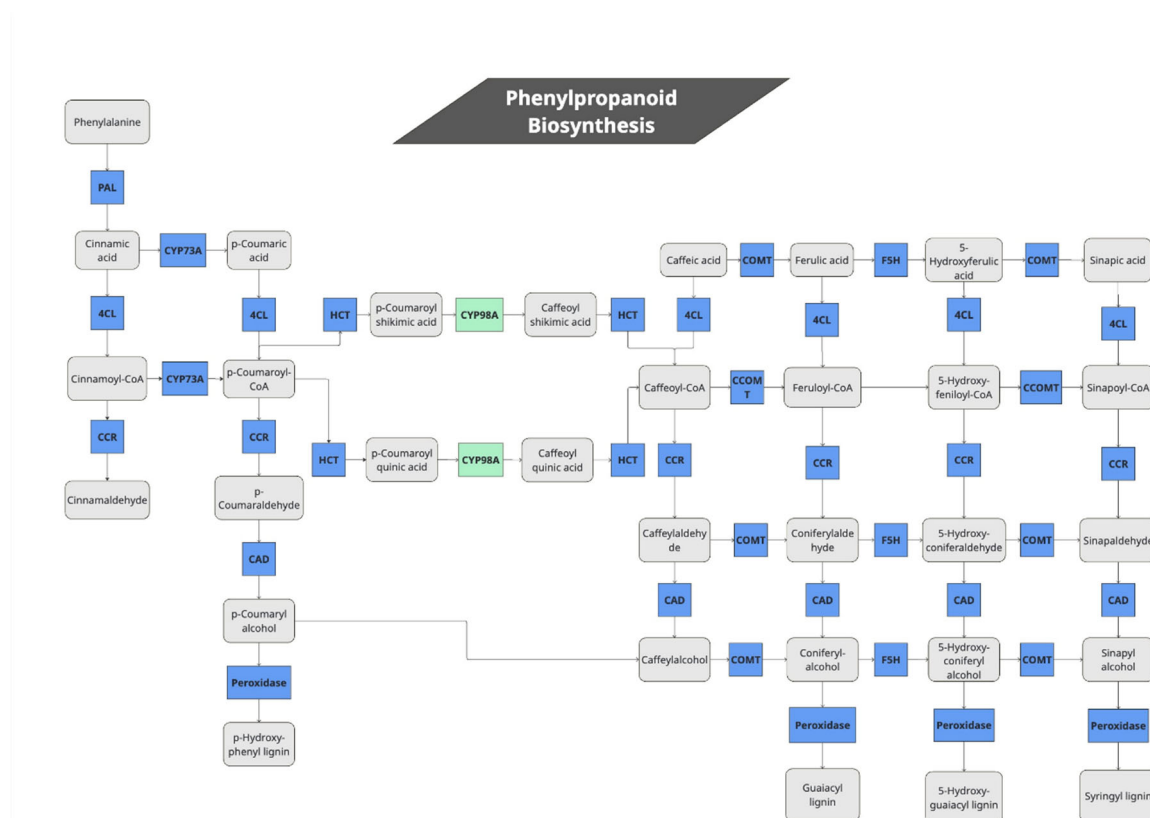 Phenylpropanoid
Biosynthesis
Phenylalanine
PAL
Cinnamic
acid
CYP73A
p-Coumaric
acid
4CL
4CL
Cinnamoyl-CoA
CYP73A
p-Coumaroyl-
CoA
CCR
CCR
Cinnamaldehyde
p-
Coumaraldehyde
CAD
p-Coumaryl
alcohol
Peroxidase
p-Hydroxy-
phenyl lignin
HCT
p-Coumaroyl
shikimic acid
CYP98A
Caffeoyl
shikimic acid
HCT
HCT
p-Coumaroyl
quinic acid
CYP98A
Caffeoyl
quinic acid
HCT
Caffeic acid
COMT
Ferulic acid
F5H
5-
Hydroxyferulic
acid
COMT
Sinapic acid
4CL
4CL
4CL
4CL
Caffeoyl-CoA
CCOM
T
Feruloyl-CoA
5-Hydroxy-
feniloyl-CoA
CCOMT
Sinapoyl-CoA
CCR
CCR
CCR
CCR
Caffeylaldehy
de
COMT
Coniferylalde
hyde
F5H
5-Hydroxy-
coniferaldehyde
COMT
Sinapaldehyde
CAD
CAD
CAD
CAD
Caffeylalcohol
COMT
Coniferyl-
alcohol
F5H
5-Hydroxy-
coniferyl
alcohol
COMT
Sinapyl
alcohol
Peroxidase
Peroxidase
Peroxidase
Guaiacyl
lignin
5-Hydroxy-
guaiacyl lignin
Syringyl lignin